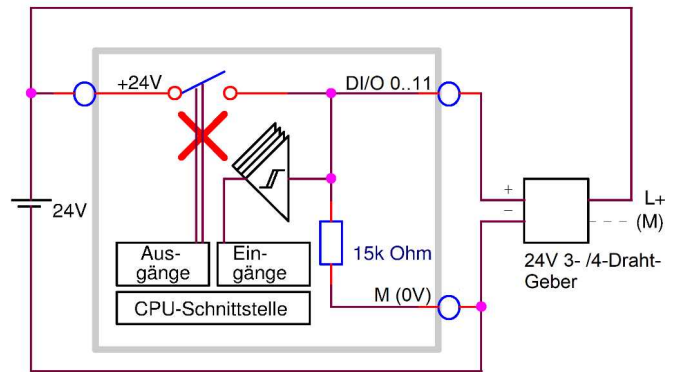 +24V
DI/O 0..11
24V
+
−
L+
(M)
Aus-
gänge
Ein-
gänge
15k Ohm
24V 3- /4-Draht-
Geber
M (0V)
CPU-Schnittstelle